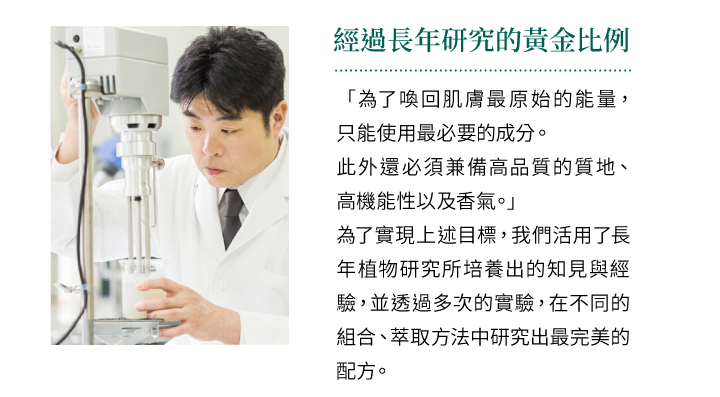 經過長年研究的黃金比例
「為了喚回肌膚最原始的能量，
只能使用最必要的成分。
此外還必須兼備高品質的質地、
高機能性以及香氣。」
為了實現上述目標，我們活用了長
年植物研究所培養出的知見與經
驗，並透過多次的實驗，在不同的
組合、萃取方法中研究出最完美的
配方。